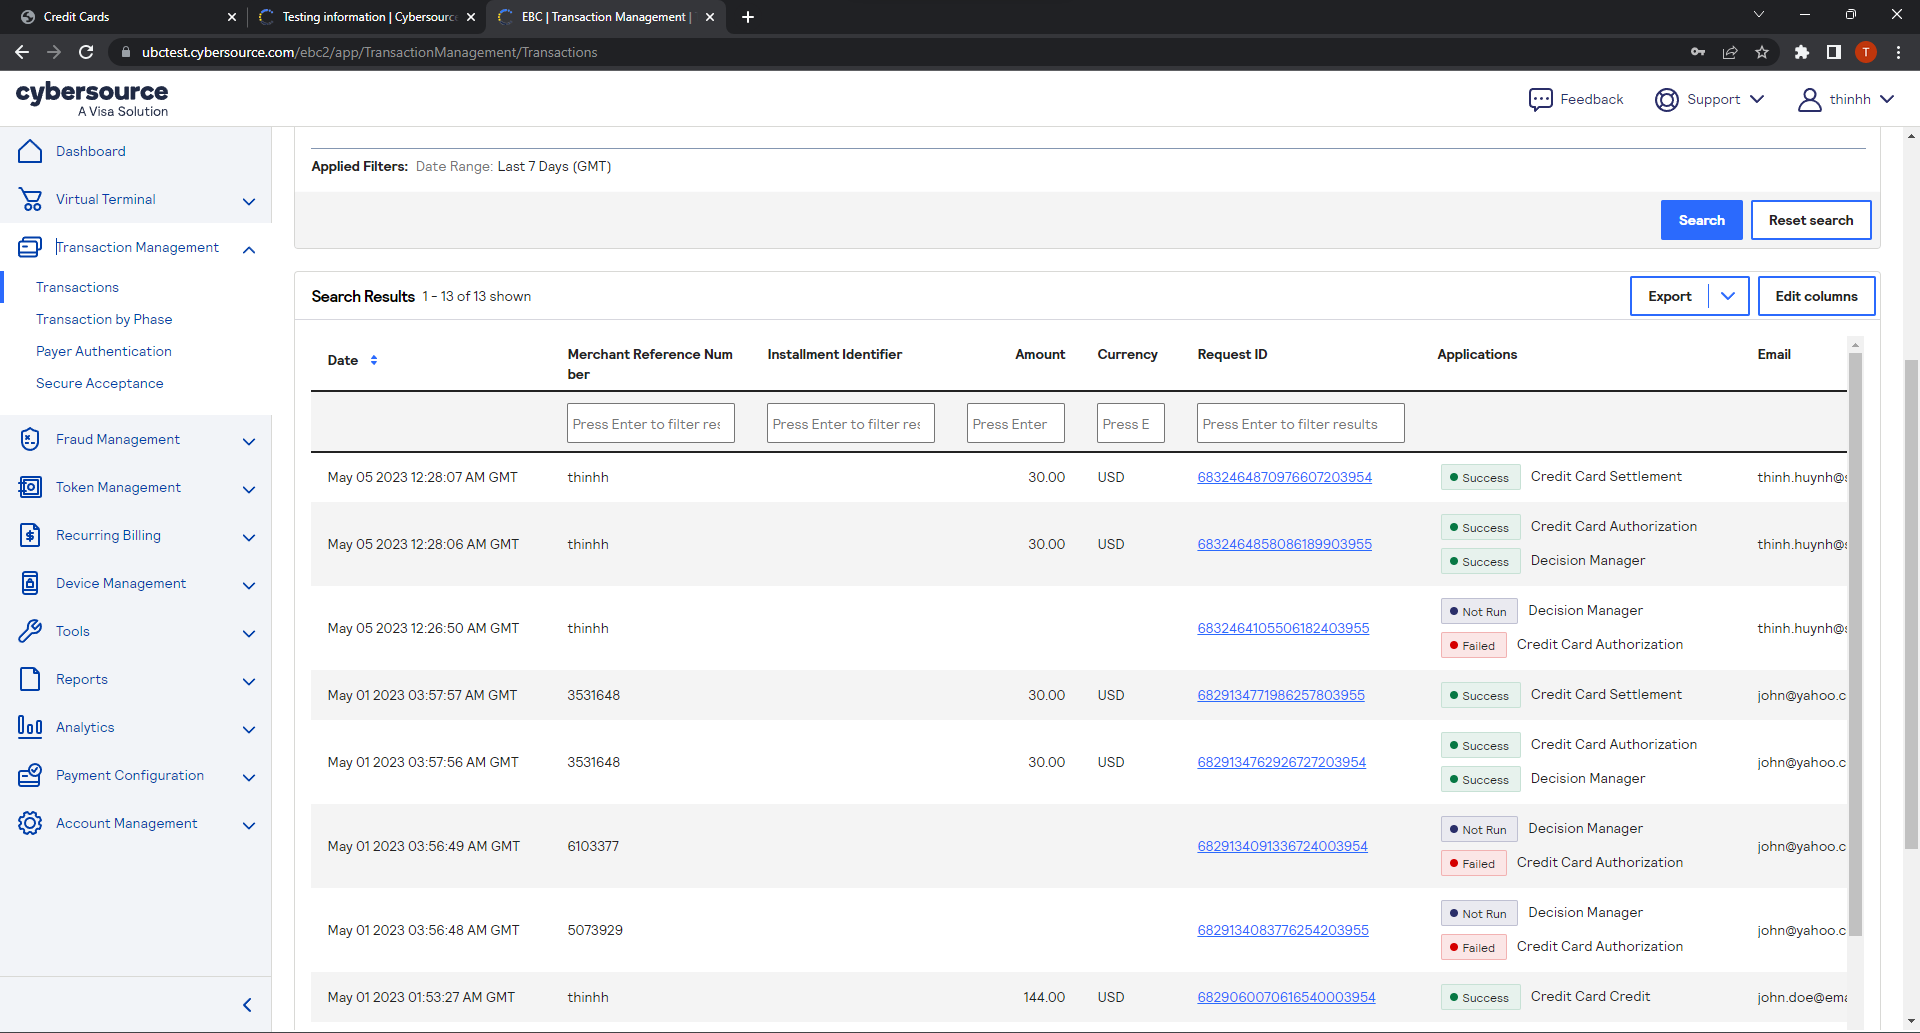 Credit Cards
Testing information | Cybersource
EBC | Transaction Management |
ubctest.cybersource.com/ebc2/app/TransactionManagement/Transactions
T
cybersource
A Visa Solution
Feedback
Support
thinhh
Dashboard
Virtual Terminal
Transaction Management
Transactions
Transaction by Phase
Payer Authentication
Secure Acceptance
Fraud Management
Token Management
Recurring Billing
Device Management
Tools
Reports
Analytics
Payment Configuration
Account Management
Applied Filters: Date Range: Last 7 Days (GMT)
Search
Reset search
Search Results 1 - 13 of 13 shown
Export
Edit columns
Date Merchant Reference Num Installment Identifier Amount Currency Request ID Applications Email
ber
Press Enter to filter res Press Enter to filter res Press Enter Press E Press Enter to filter results
May 05 2023 12:28:07 AM GMT thinhh 30.00 USD 6832464870976607203954 Success Credit Card Settlement thinh.huynh@s
Success Credit Card Authorization
May 05 2023 12:28:06 AM GMT thinhh 30.00 USD 6832464858086189903955 thinh.huynh@s
Success Decision Manager
Not Run Decision Manager
May 05 2023 12:26:50 AM GMT thinhh 6832464105506182403955 thinh.huynh@s
Failed Credit Card Authorization
May 01 2023 03:57:57 AM GMT 3531648 30.00 USD 6829134771986257803955 Success Credit Card Settlement john@yahoo.c
Success Credit Card Authorization
May 01 2023 03:57:56 AM GMT 3531648 30.00 USD 6829134762926727203954 john@yahoo.c
Success Decision Manager
Not Run Decision Manager
May 01 2023 03:56:49 AM GMT 6103377 6829134091336724003954 john@yahoo.c
Failed Credit Card Authorization
Not Run Decision Manager
May 01 2023 03:56:48 AM GMT 5073929 6829134083776254203955 john@yahoo.c
Failed Credit Card Authorization
May 01 2023 01:53:27 AM GMT thinhh 144.00 USD 6829060070616540003954 Success Credit Card Credit john.doe@ema